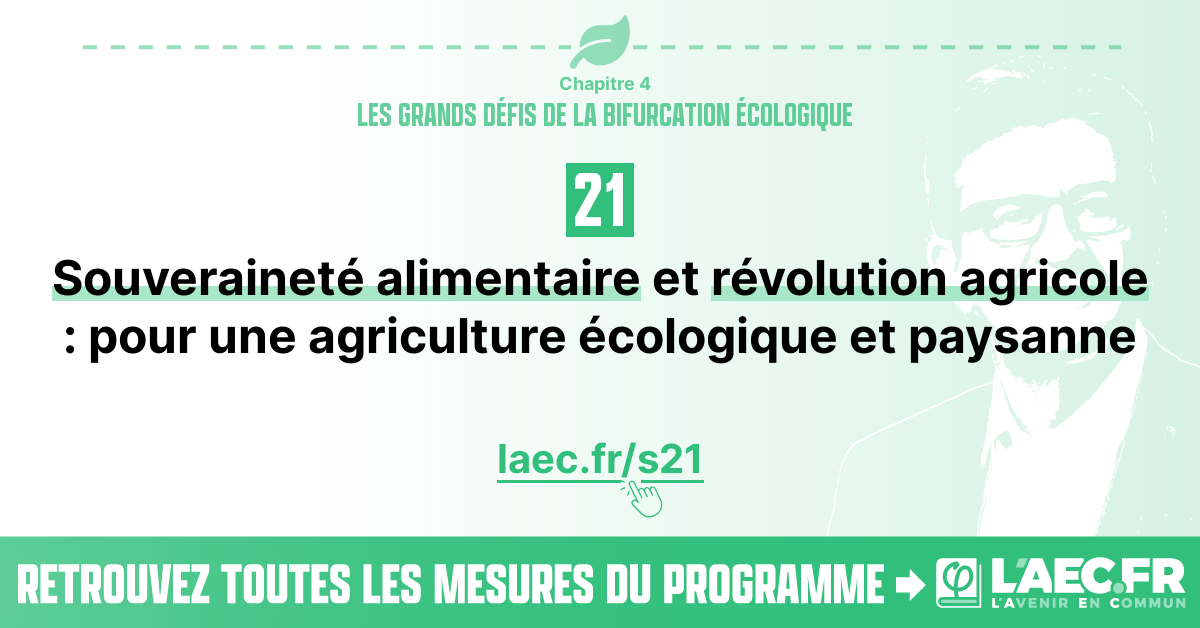 Chapitre 4
LES GRANDS DÉFIS DE LA BIFURCATION ÉCOLOGIQUE
21
Souveraineté alimentaire et révolution agricole
: pour une agriculture écologique et paysanne
laec.fr/s21
RETROUVEZ TOUTES LES MESURES DU PROGRAMME
φ
L'AEC.FR
L'AVENIR EN COMMUN